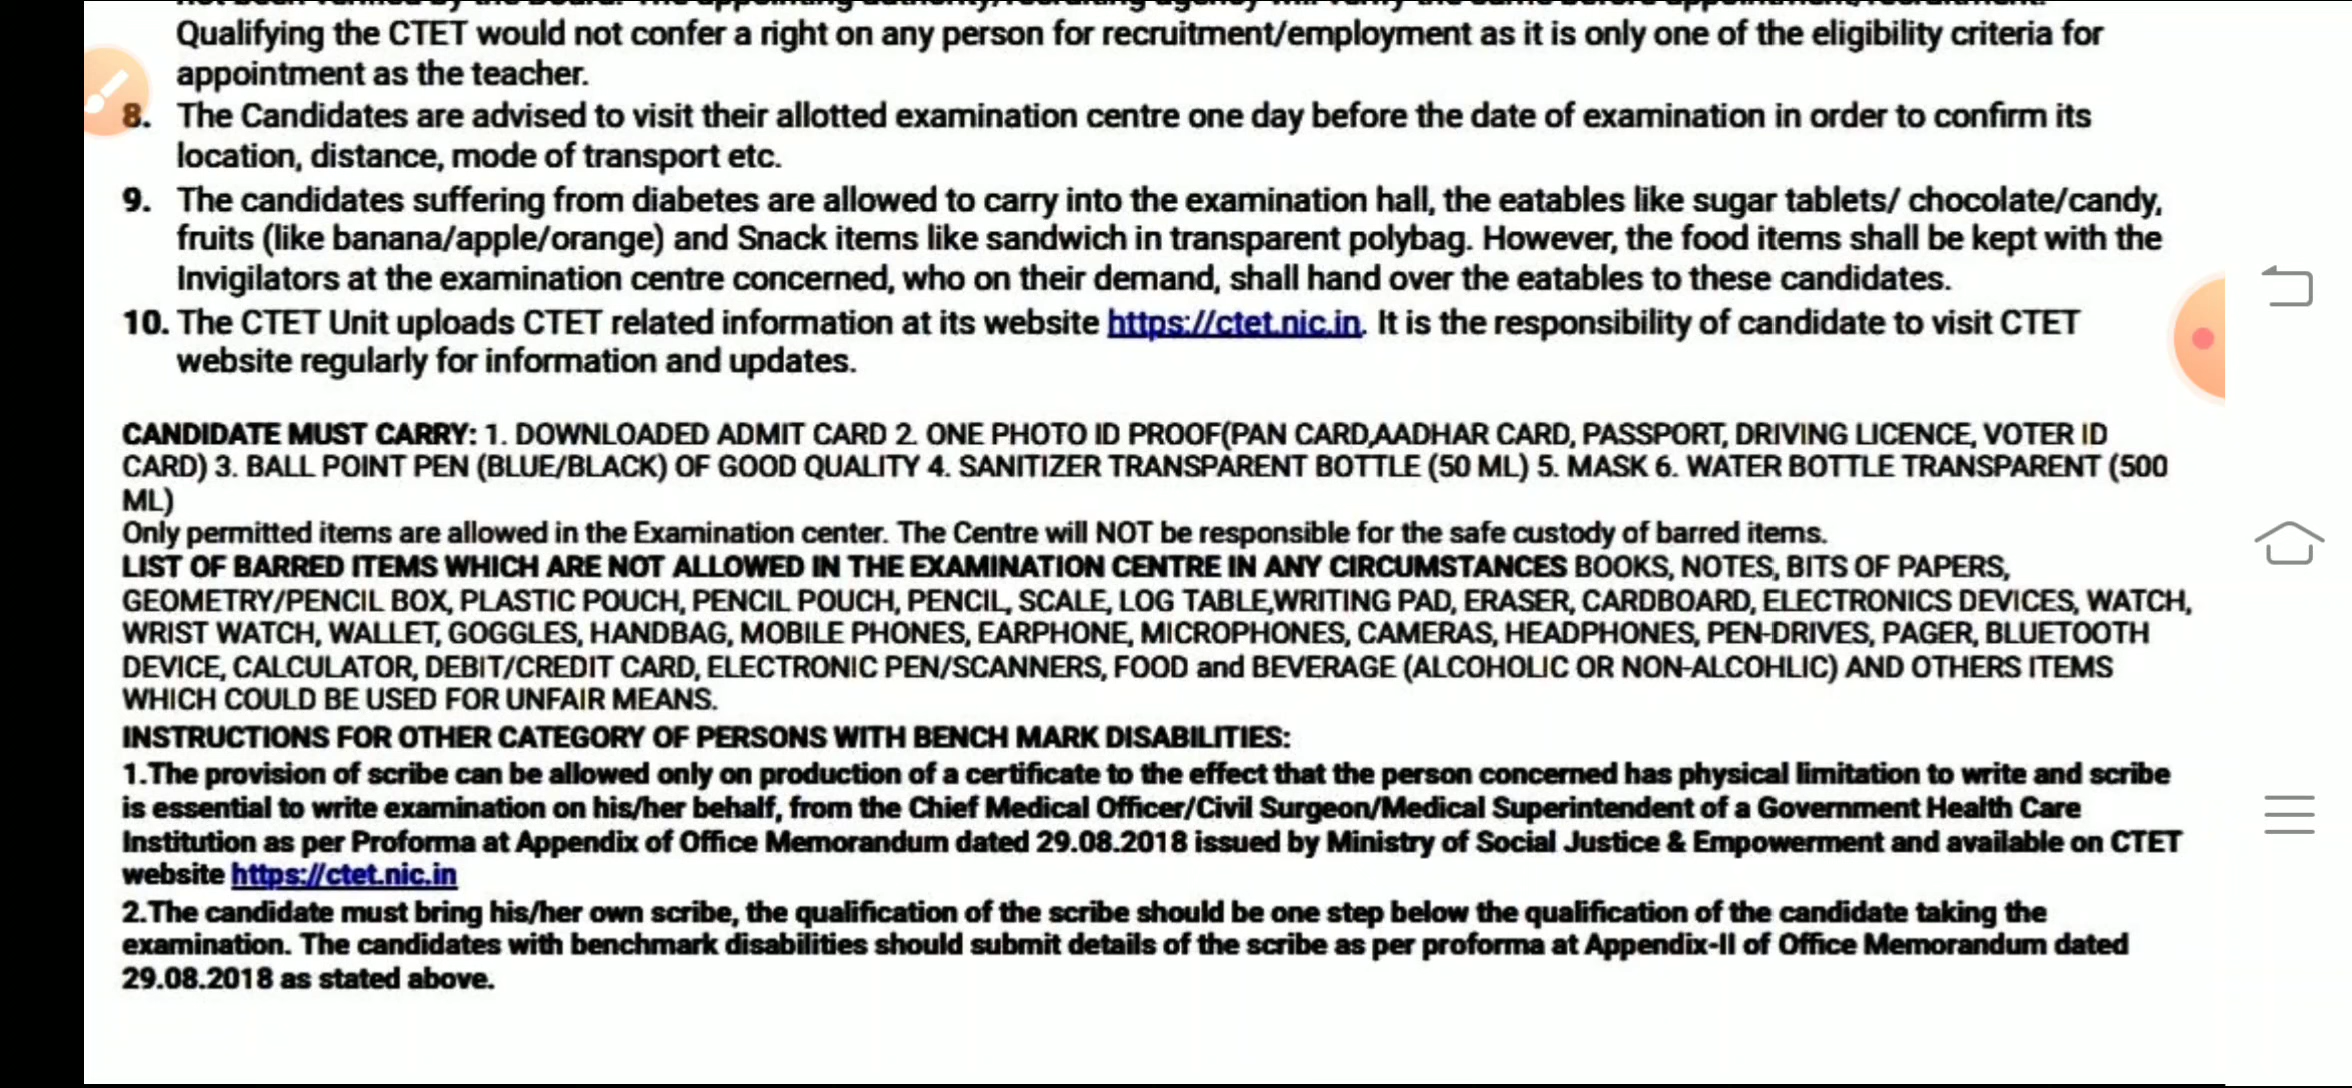 Qualifying the CTET would not confer a right on any person for recruitment/employment as it is only one of the eligibility criteria for
appointment as the teacher.
8. The Candidates are advised to visit their allotted examination centre one day before the date of examination in order to confirm its
location, distance, mode of transport etc.
9. The candidates suffering from diabetes are allowed to carry into the examination hall, the eatables like sugar tablets/ chocolate/candy,
fruits (like banana/apple/orange) and Snack items like sandwich in transparent polybag. However, the food items shall be kept with the
Invigilators at the examination centre concerned, who on their demand, shall hand over the eatables to these candidates.
10. The CTET Unit uploads CTET related information at its website https://ctet.nic.in. It is the responsibility of candidate to visit CTET
website regularly for information and updates.
CANDIDATE MUST CARRY: 1. DOWNLOADED ADMIT CARD 2. ONE PHOTO ID PROOF(PAN CARD,AADHAR CARD, PASSPORT, DRIVING LICENCE, VOTER ID
CARD) 3. BALL POINT PEN (BLUE/BLACK) OF GOOD QUALITY 4. SANITIZER TRANSPARENT BOTTLE (50 ML) 5. MASK 6. WATER BOTTLE TRANSPARENT (500
ML)
Only permitted items are allowed in the Examination center. The Centre will NOT be responsible for the safe custody of barred items.
LIST OF BARRED ITEMS WHICH ARE NOT ALLOWED IN THE EXAMINATION CENTRE IN ANY CIRCUMSTANCES BOOKS, NOTES, BITS OF PAPERS,
GEOMETRY/PENCIL BOX, PLASTIC POUCH, PENCIL POUCH, PENCIL, SCALE, LOG TABLE,WRITING PAD, ERASER, CARDBOARD, ELECTRONICS DEVICES, WATCH,
WRIST WATCH, WALLET, GOGGLES, HANDBAG, MOBILE PHONES, EARPHONE, MICROPHONES, CAMERAS, HEADPHONES, PEN-DRIVES, PAGER, BLUETOOTH
DEVICE, CALCULATOR, DEBIT/CREDIT CARD, ELECTRONIC PEN/SCANNERS, FOOD and BEVERAGE (ALCOHOLIC OR NON-ALCOHLIC) AND OTHERS ITEMS
WHICH COULD BE USED FOR UNFAIR MEANS.
INSTRUCTIONS FOR OTHER CATEGORY OF PERSONS WITH BENCH MARK DISABILITIES:
1.The provision of scribe can be allowed only on production of a certificate to the effect that the person concerned has physical limitation to write and scribe
is essential to write examination on his/her behalf, from the Chief Medical Officer/Civil Surgeon/Medical Superintendent of a Government Health Care
Institution as per Proforma at Appendix of Office Memorandum dated 29.08.2018 issued by Ministry of Social Justice & Empowerment and available on CTET
website https://ctet.nic.in
2.The candidate must bring his/her own scribe, the qualification of the scribe should be one step below the qualification of the candidate taking the
examination. The candidates with benchmark disabilities should submit details of the scribe as per proforma at Appendix-II of Office Memorandum dated
29.08.2018 as stated above.